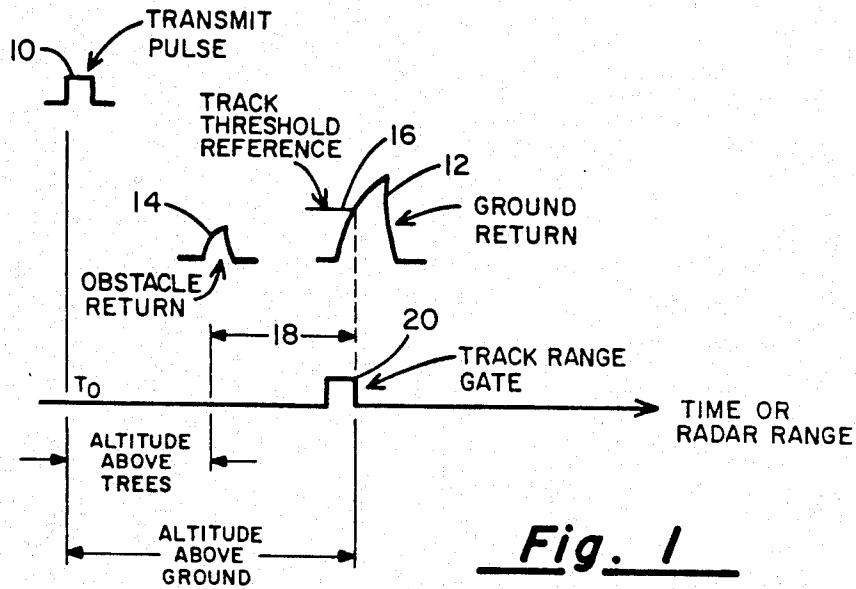 TRANSMIT
PULSE
10
TRACK
THRESHOLD
REFERENCE
16
12
14
GROUND
RETURN
OBSTACLE
RETURN
18
20
TRACK RANGE
GATE
TO
TIME OR
RADAR RANGE
ALTITUDE
ABOVE
TREES
ALTITUDE
ABOVE
GROUND
Fig. 1